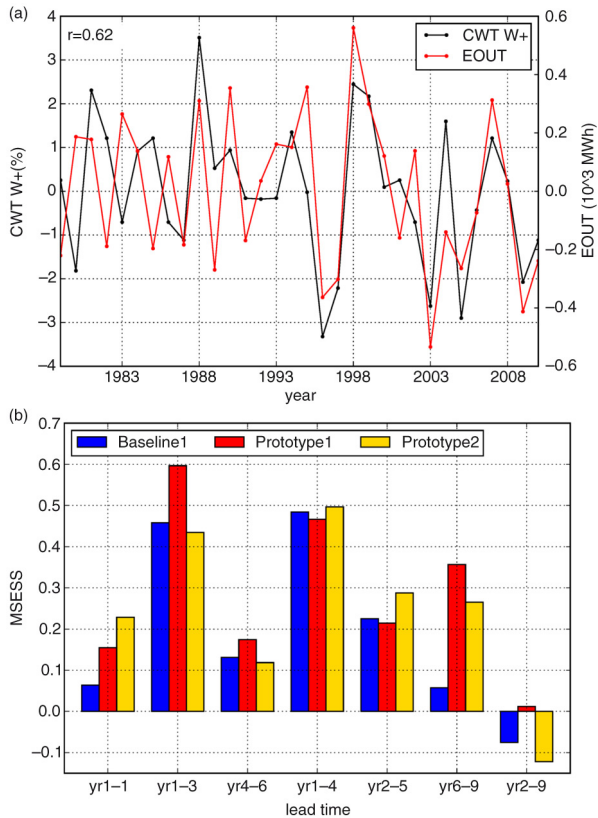 (a)
r=0.62
CWT W+
EOUT
4
3
2
1
0
−1
−2
−3
−4
CWT W+(%)
0.6
0.4
0.2
0.0
−0.2
−0.4
−0.6
EOUT (10^3 MWh)
1983 1988 1993 1998 2003 2008
year
(b)
Baseline1 Prototype1 Prototype2
0.7
0.6
0.5
0.4
0.3
0.2
0.1
0.0
−0.1
MSESS
yr1–1 yr1–3 yr4–6 yr1–4 yr2–5 yr6–9 yr2–9
lead time